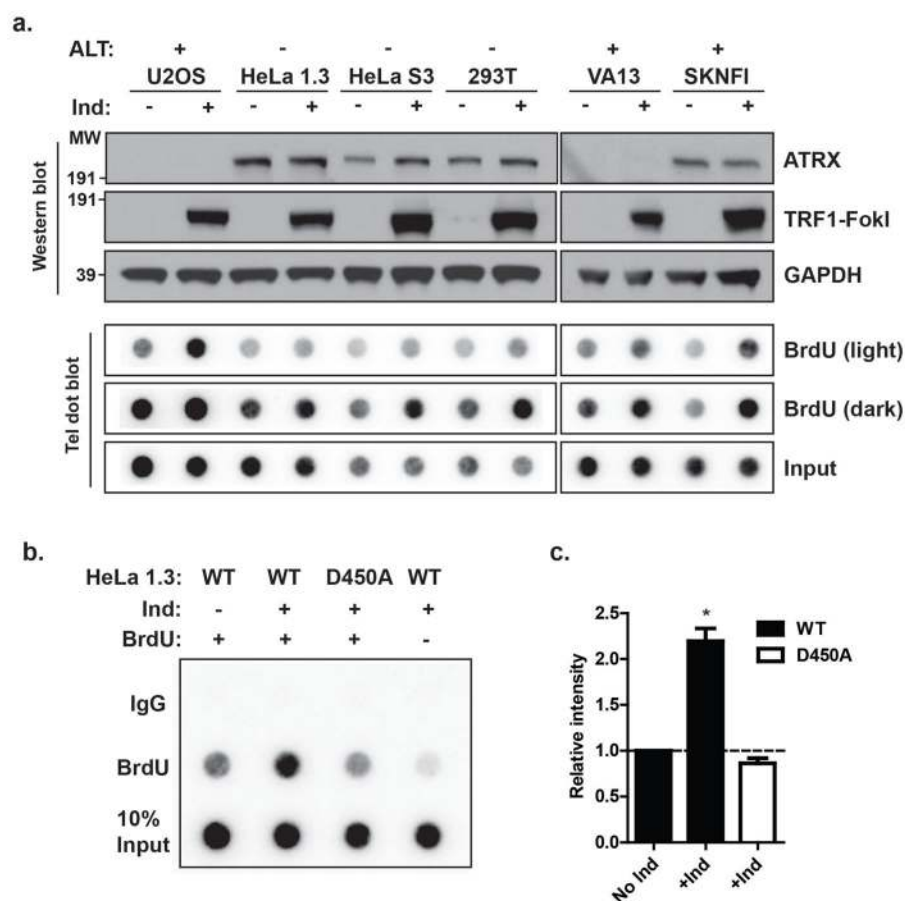 a.
ALT: + - - - + +
U2OS HeLa 1.3 HeLa S3 293T VA13 SKNFI
Ind: - + - + - + - + - + - +
MW
191
ATRX
191
TRF1-FokI
39
GAPDH
Western blot
BrdU (light)
BrdU (dark)
Input
Tel dot blot
b.
HeLa 1.3: WT WT D450A WT
Ind: - + + +
BrdU: + + + -
IgG
BrdU
10%
Input
c.
2.5
2.0
1.5
1.0
0.5
0.0
Relative intensity
*
WT
D450A
No Ind +Ind +Ind